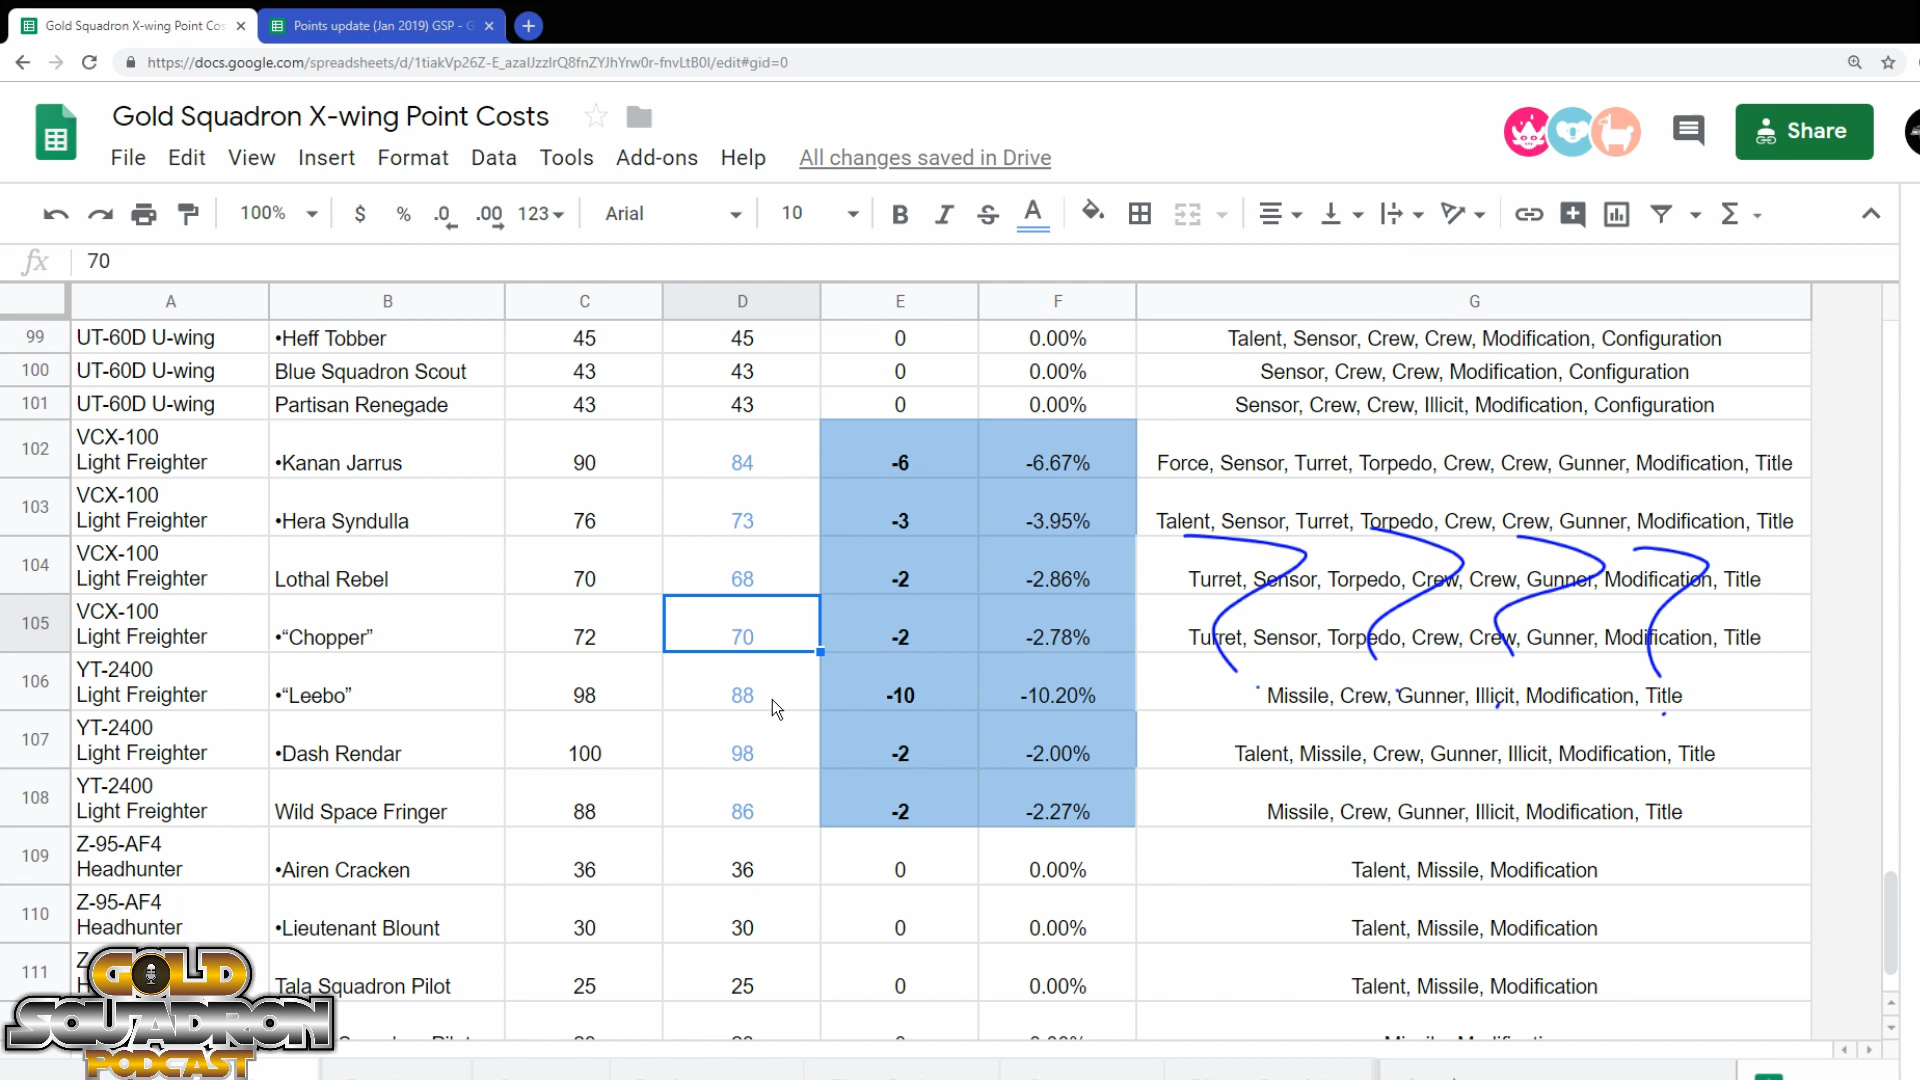 Gold Squadron X-wing Point Cos
Points update (Jan 2019) GSP - G
https://docs.google.com/spreadsheets/d/1tiakVp26Z-E_azaIJzzIrQ8fnZYJhYrw0r-fnvLtB0I/edit#gid=0
Gold Squadron X-wing Point Costs
Share
File Edit View Insert Format Data Tools Add-ons Help All changes saved in Drive
100% $ % .0 .00 123 Arial 10 B I S A Σ
fx 70
A B C D E F G
99 UT-60D U-wing •Heff Tobber 45 45 0 0.00% Talent, Sensor, Crew, Crew, Modification, Configuration
100 UT-60D U-wing Blue Squadron Scout 43 43 0 0.00% Sensor, Crew, Crew, Modification, Configuration
101 UT-60D U-wing Partisan Renegade 43 43 0 0.00% Sensor, Crew, Crew, Illicit, Modification, Configuration
102 VCX-100
Light Freighter •Kanan Jarrus 90 84 -6 -6.67% Force, Sensor, Turret, Torpedo, Crew, Crew, Gunner, Modification, Title
103 VCX-100
Light Freighter •Hera Syndulla 76 73 -3 -3.95% Talent, Sensor, Turret, Torpedo, Crew, Crew, Gunner, Modification, Title
104 VCX-100
Light Freighter Lothal Rebel 70 68 -2 -2.86% Turret, Sensor, Torpedo, Crew, Crew, Gunner, Modification, Title
105 VCX-100
Light Freighter •“Chopper” 72 70 -2 -2.78% Turret, Sensor, Torpedo, Crew, Crew, Gunner, Modification, Title
106 YT-2400
Light Freighter •“Leebo” 98 88 -10 -10.20% Missile, Crew, Gunner, Illicit, Modification, Title
107 YT-2400
Light Freighter •Dash Rendar 100 98 -2 -2.00% Talent, Missile, Crew, Gunner, Illicit, Modification, Title
108 YT-2400
Light Freighter Wild Space Fringer 88 86 -2 -2.27% Missile, Crew, Gunner, Illicit, Modification, Title
109 Z-95-AF4
Headhunter •Airen Cracken 36 36 0 0.00% Talent, Missile, Modification
110 Z-95-AF4
Headhunter •Lieutenant Blount 30 30 0 0.00% Talent, Missile, Modification
111 Z
H Tala Squadron Pilot 25 25 0 0.00% Talent, Missile, Modification
GOLD
SQUADRON
PODCAST
? ? ? ?